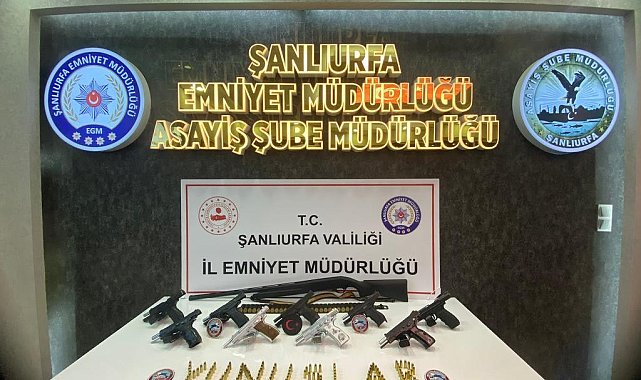 ŞANLIURFA
EMNİYET MÜDÜRLÜĞÜ
ASAYİŞ ŞUBE MÜDÜRLÜĞÜ
ŞANLIURFA EMNİYET MÜDÜRLÜĞÜ
EGM
ASAYİŞ ŞUBE MÜDÜRLÜĞÜ
ŞANLIURFA
T.C.
ŞANLIURFA VALİLİĞİ
İL EMNİYET MÜDÜRLÜĞÜ